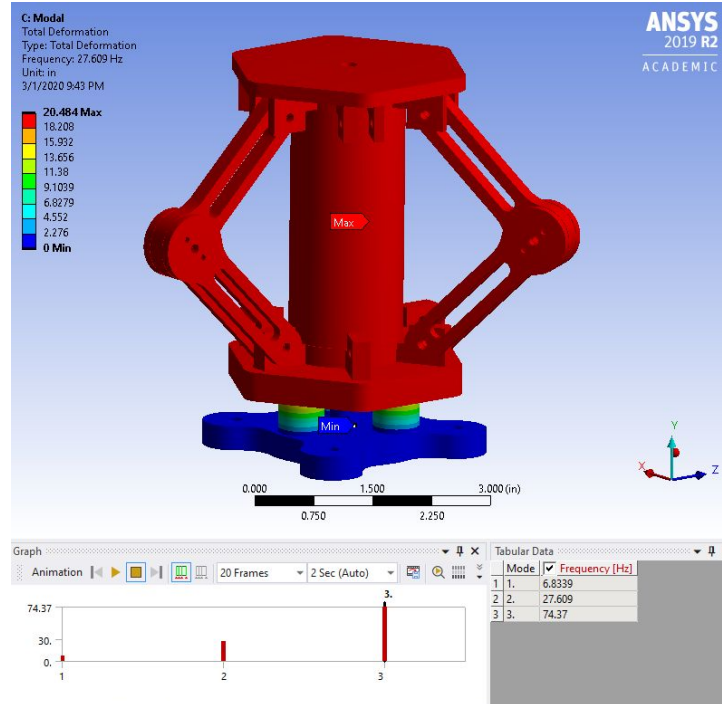 C: Modal
Total Deformation
Type: Total Deformation
Frequency: 27.609 Hz
Unit: in
3/1/2020 9:43 PM
20.484 Max
18.208
15.932
13.656
11.38
9.1039
6.8279
4.552
2.276
0 Min
ANSYS
2019 R2
ACADEMIC
Max
Min
Y
X
Z
0.000 1.500 3.000 (in)
0.750 2.250
Graph
Animation 20 Frames 2 Sec (Auto)
3.
74.37
30.
0.
1 2 3
Tabular Data
Mode Frequency [Hz]
1 1. 6.8339
2 2. 27.609
3 3. 74.37